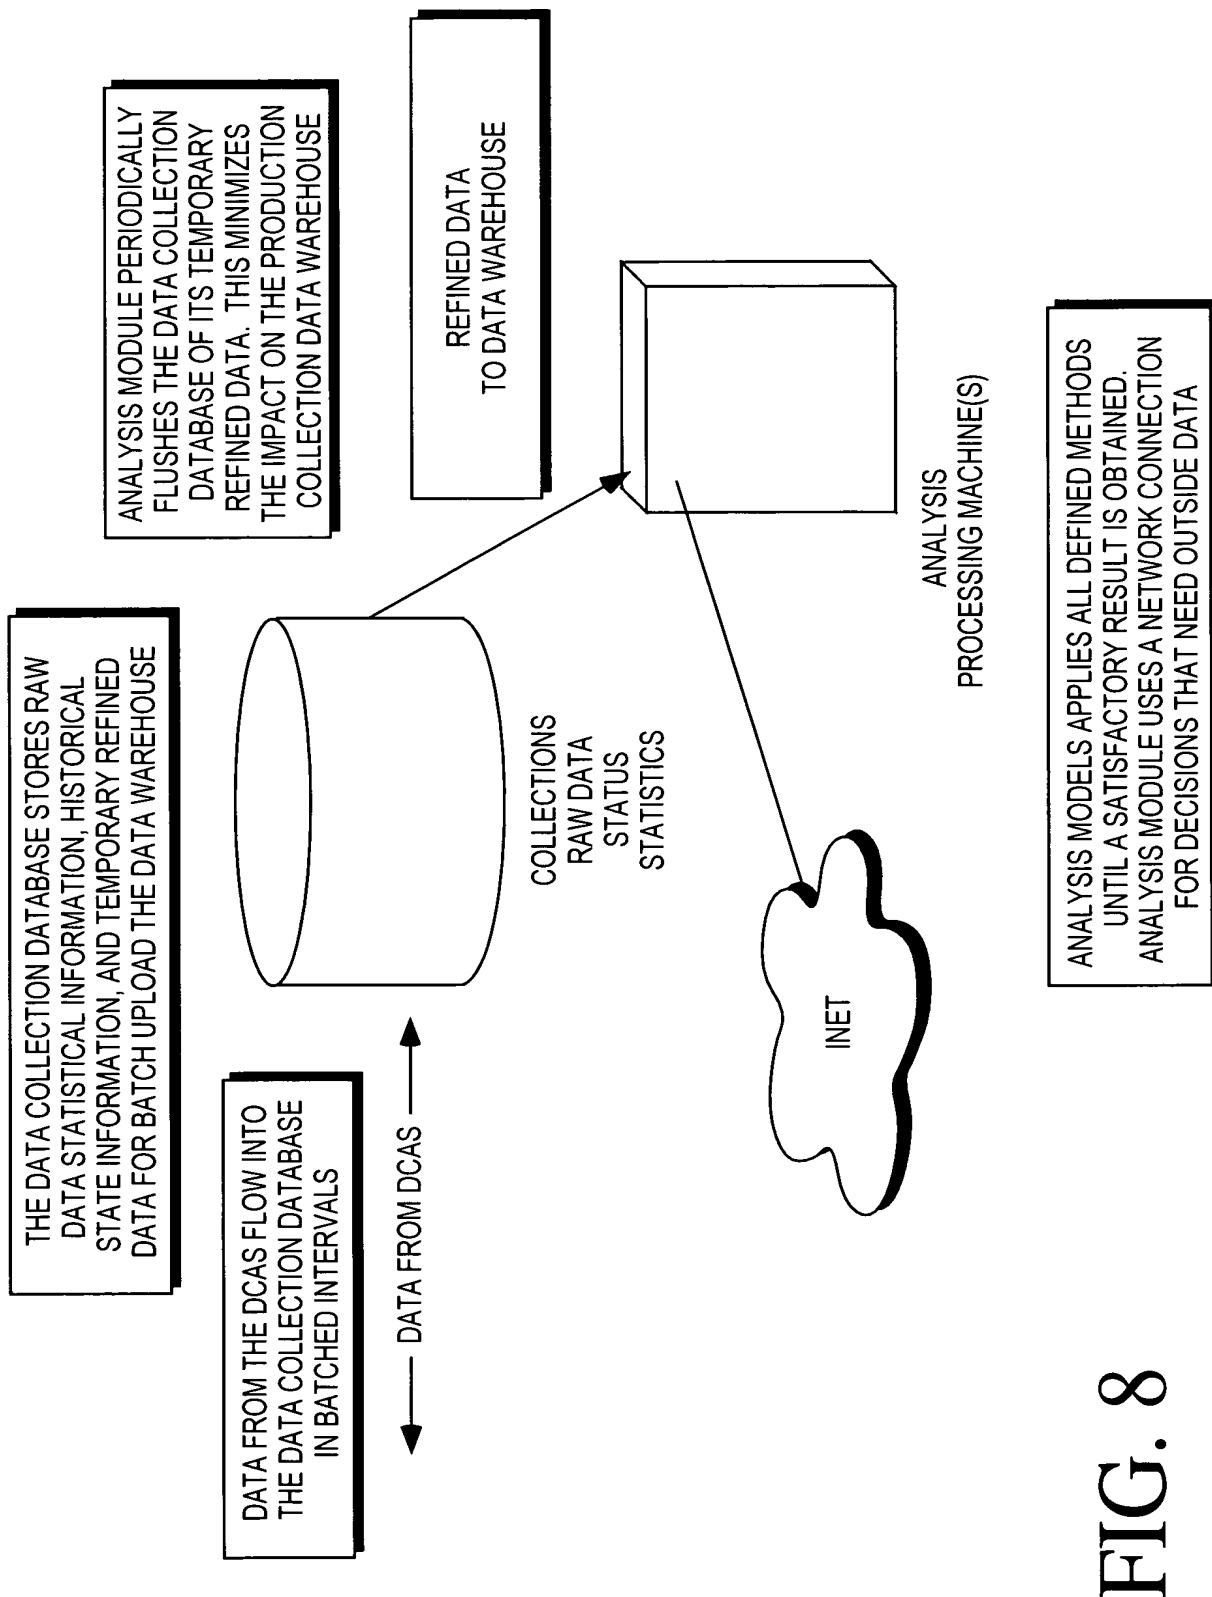 THE DATA COLLECTION DATABASE STORES RAW
DATA STATISTICAL INFORMATION, HISTORICAL
STATE INFORMATION, AND TEMPORARY REFINED
DATA FOR BATCH UPLOAD THE DATA WAREHOUSE
ANALYSIS MODULE PERIODICALLY
FLUSHES THE DATA COLLECTION
DATABASE OF ITS TEMPORARY
REFINED DATA. THIS MINIMIZES
THE IMPACT ON THE PRODUCTION
COLLECTION DATA WAREHOUSE
DATA FROM THE DCAS FLOW INTO
THE DATA COLLECTION DATABASE
IN BATCHED INTERVALS
DATA FROM DCAS
COLLECTIONS
RAW DATA
STATUS
STATISTICS
REFINED DATA
TO DATA WAREHOUSE
INET
ANALYSIS
PROCESSING MACHINE(S)
ANALYSIS MODELS APPLIES ALL DEFINED METHODS
UNTIL A SATISFACTORY RESULT IS OBTAINED.
ANALYSIS MODULE USES A NETWORK CONNECTION
FOR DECISIONS THAT NEED OUTSIDE DATA
FIG. 8